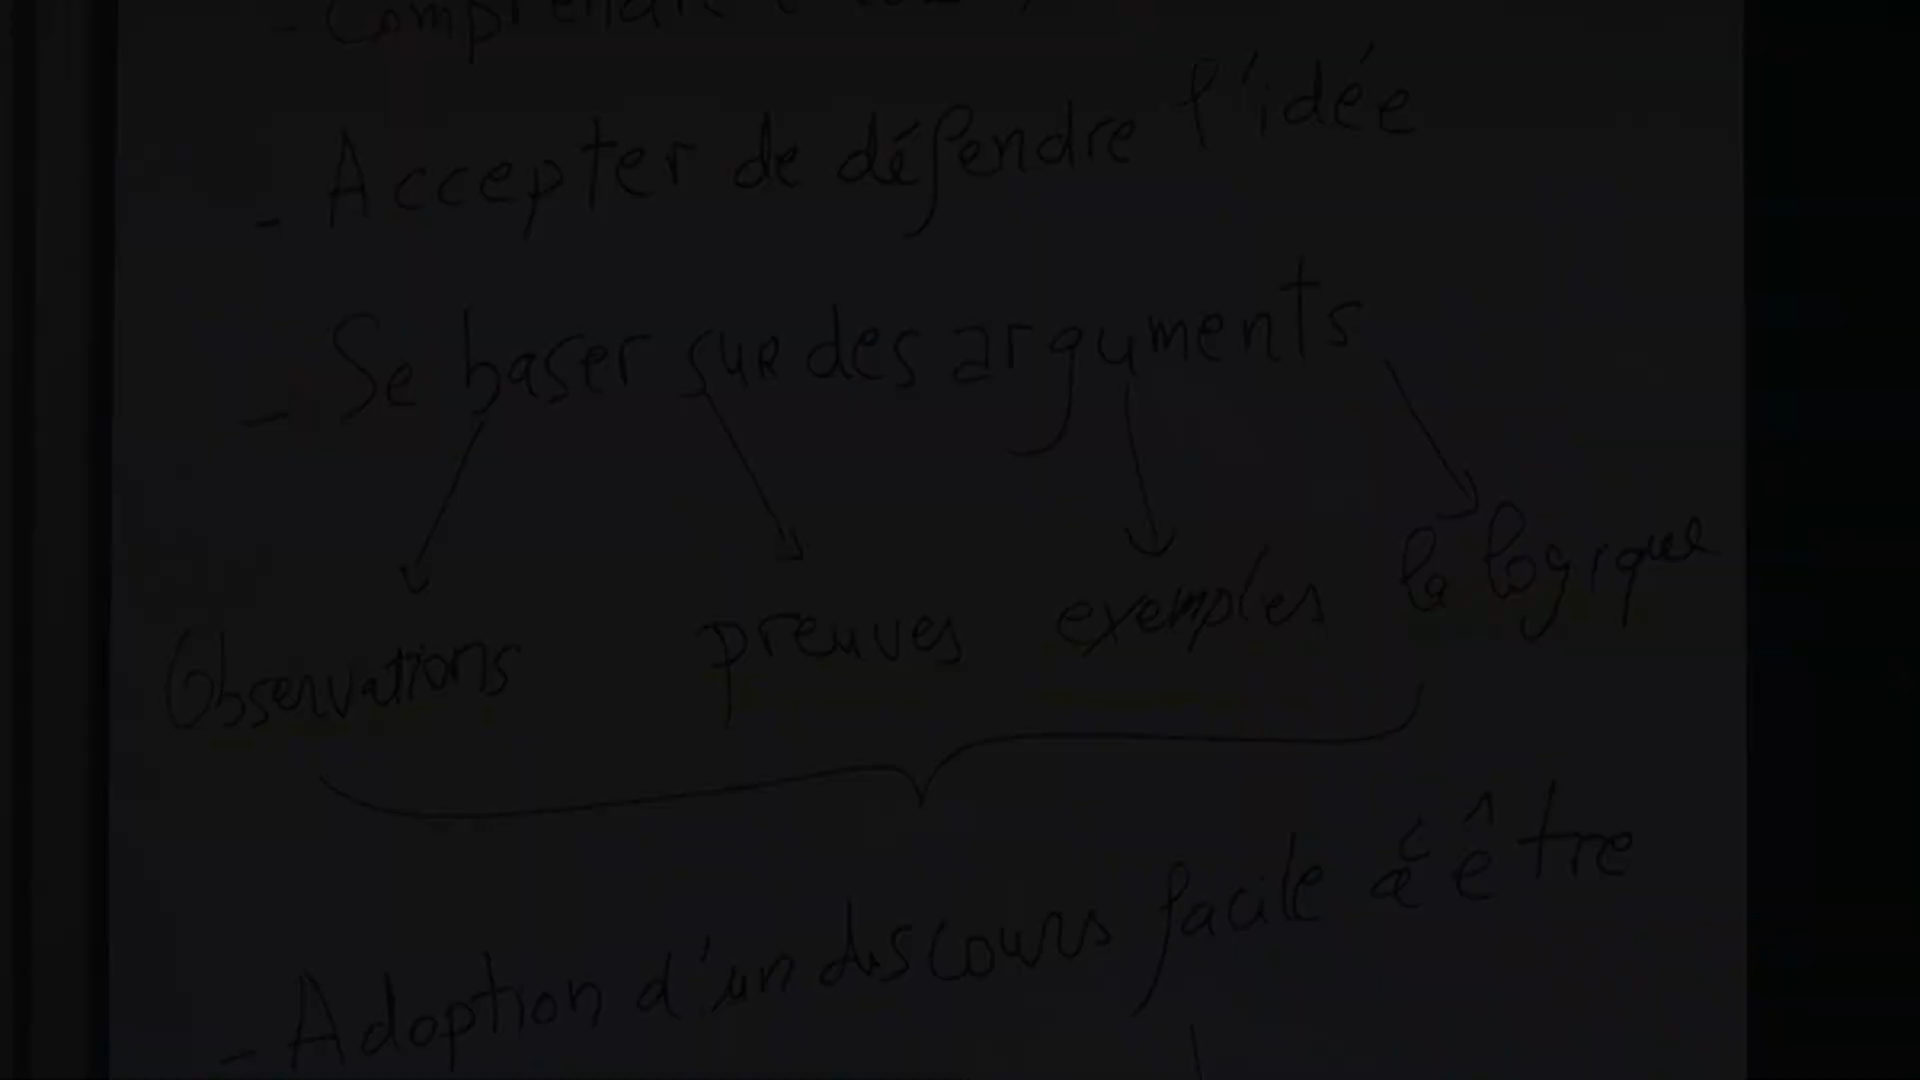 - Comprendre
- Accepter de défendre l'idée
- Se baser sur des arguments
Observations preuves exemples la logique
- Adoption d'un discours facile à être